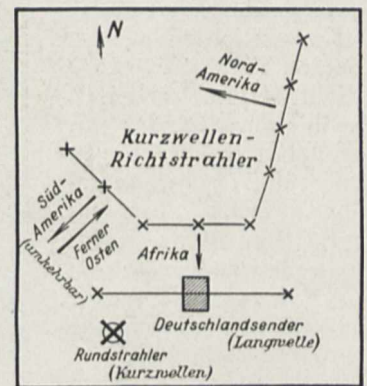 N
Nord-
Amerika
Kurzwellen-
Richtstrahler
Süd-
Amerika
(umkehrbar)
Ferner
Osten
Afrika
Deutschlandsender
(Langwelle)
Rundstrahler
(Kurzwellen)